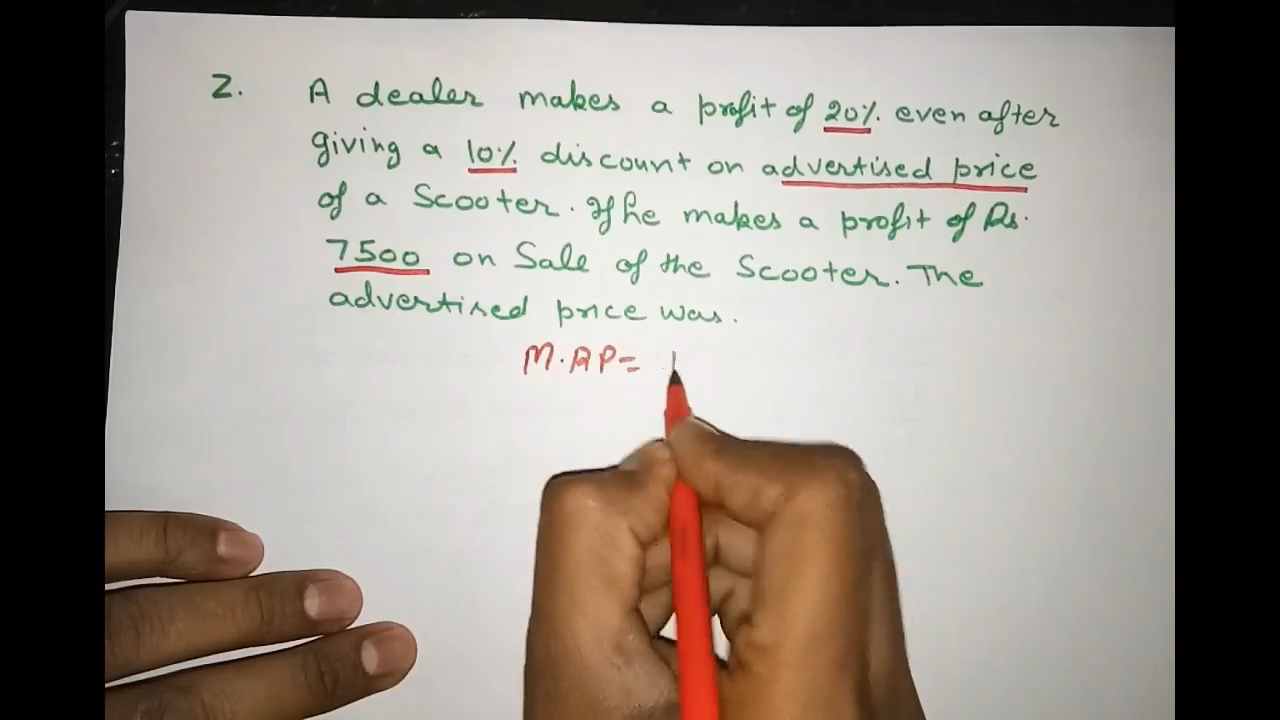 2. A dealer makes a profit of 20% even after
giving a 10% discount on advertised price
of a Scooter. If he makes a profit of Rs.
7500 on Sale of the Scooter. The
advertised price was.
M.RP=